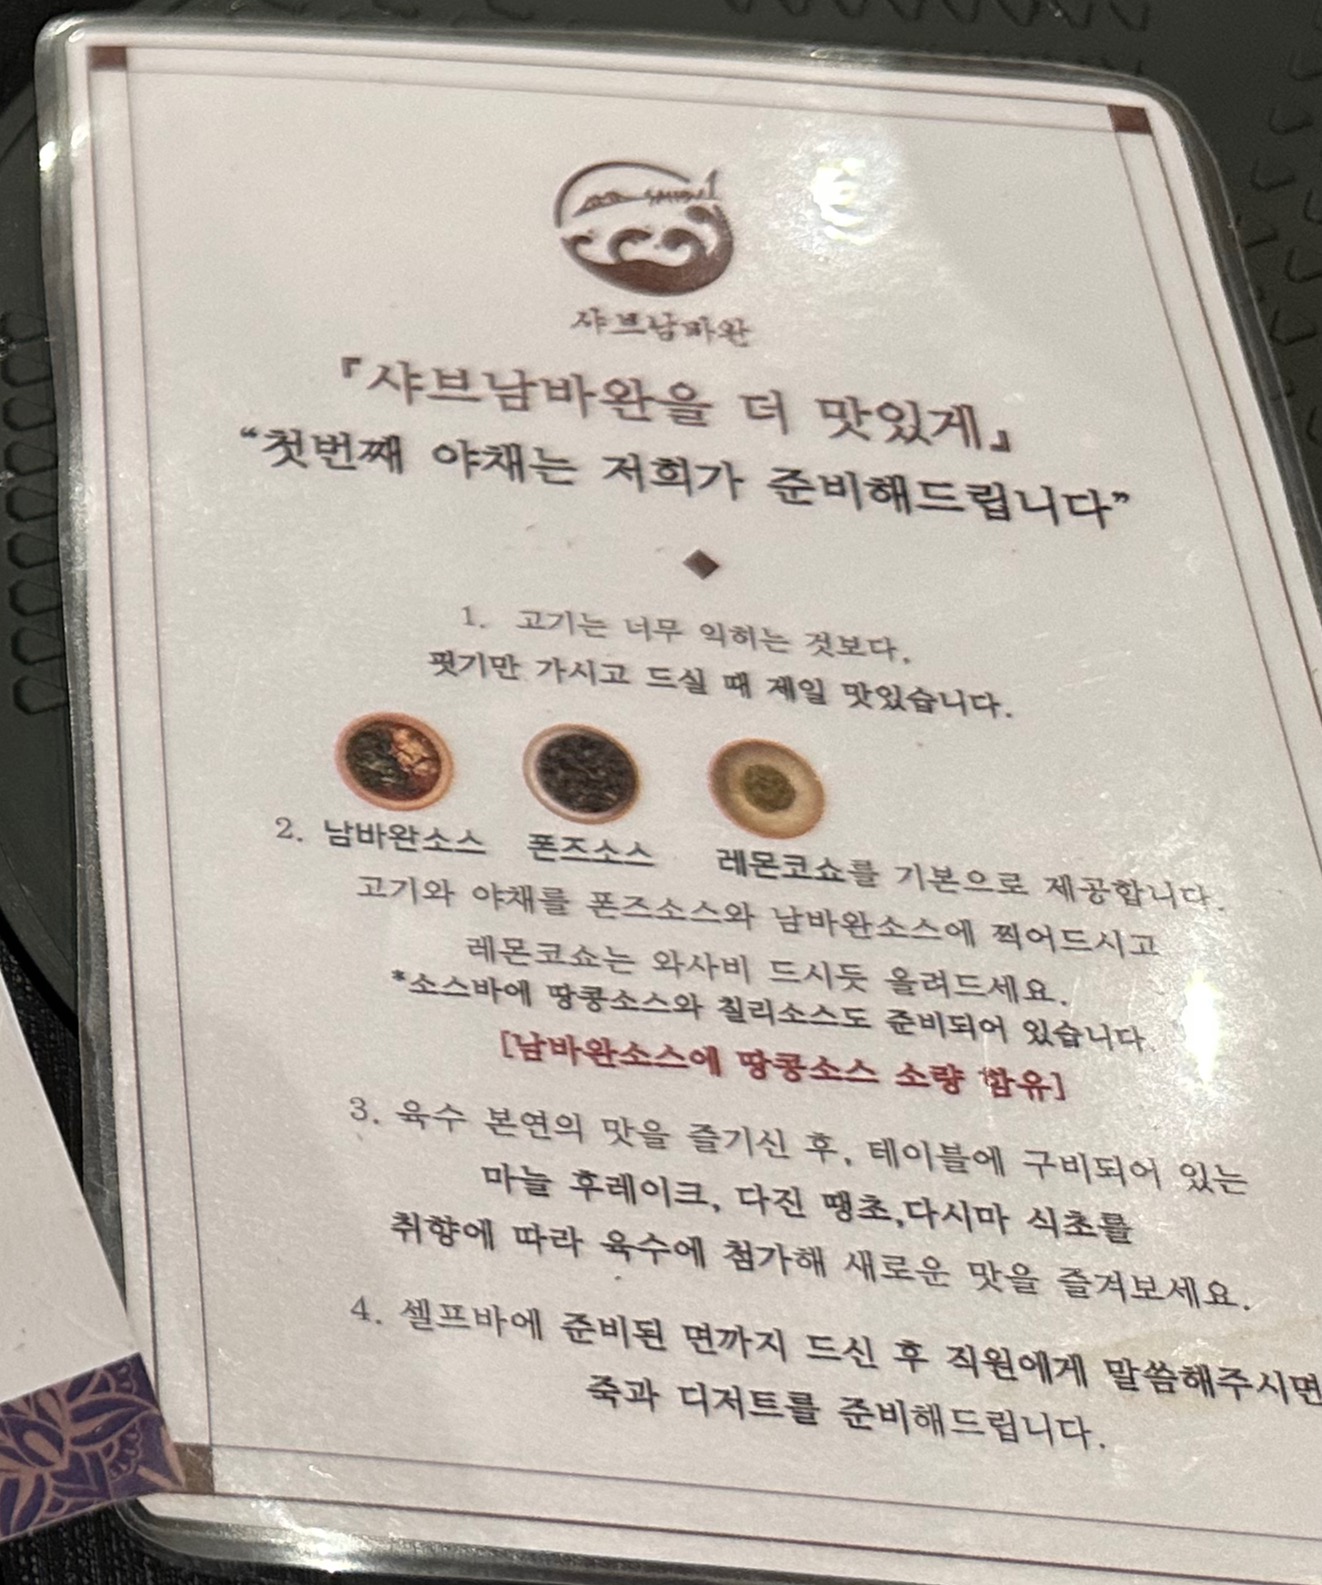 샤브남바완
『샤브남바완을 더 맛있게』
“첫번째 야채는 저희가 준비해드립니다”
1. 고기는 너무 익히는 것보다,
핏기만 가시고 드실 때 제일 맛있습니다.
2. 남바완소스 폰즈소스 레몬코쇼를 기본으로 제공합니다.
고기와 야채를 폰즈소스와 남바완소스에 찍어드시고
레몬코쇼는 와사비 드시듯 올려드세요.
*소스바에 땅콩소스와 칠리소스도 준비되어 있습니다.
[남바완소스에 땅콩소스 소량 함유]
3. 육수 본연의 맛을 즐기신 후, 테이블에 구비되어 있는
마늘 후레이크, 다진 땡초,다시마 식초를
취향에 따라 육수에 첨가해 새로운 맛을 즐겨보세요.
4. 셀프바에 준비된 면까지 드신 후 직원에게 말씀해주시면
죽과 디저트를 준비해드립니다.